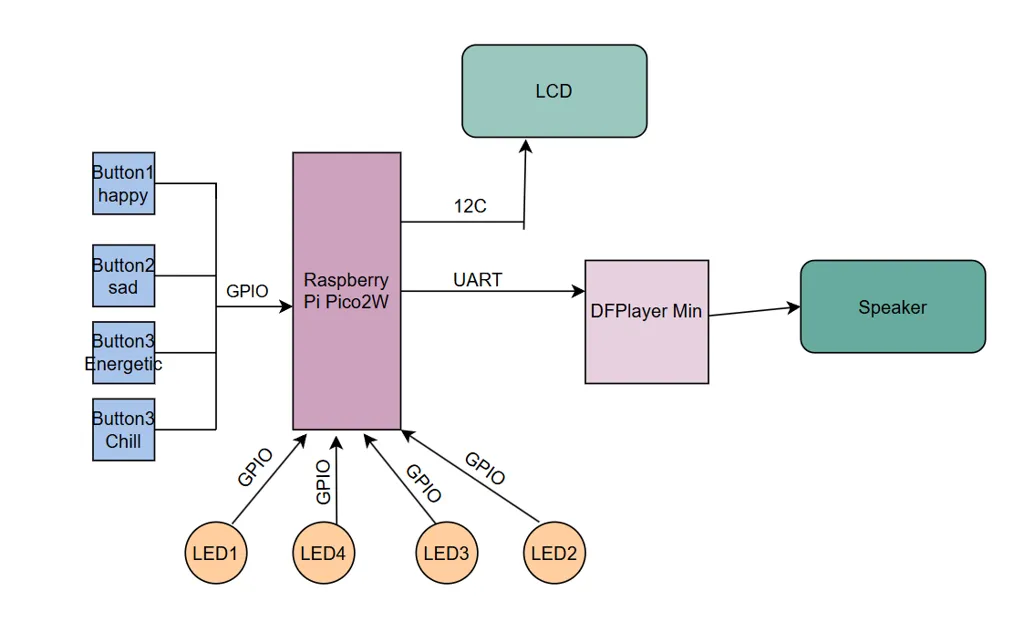 LCD
Button1
happy
12C
Button2
sad
GPIO
Raspberry
Pi Pico2W
UART
DFPlayer Min
Speaker
Button3
Energetic
Button3
Chill
GPIO
GPIO
GPIO
GPIO
LED1
LED4
LED3
LED2